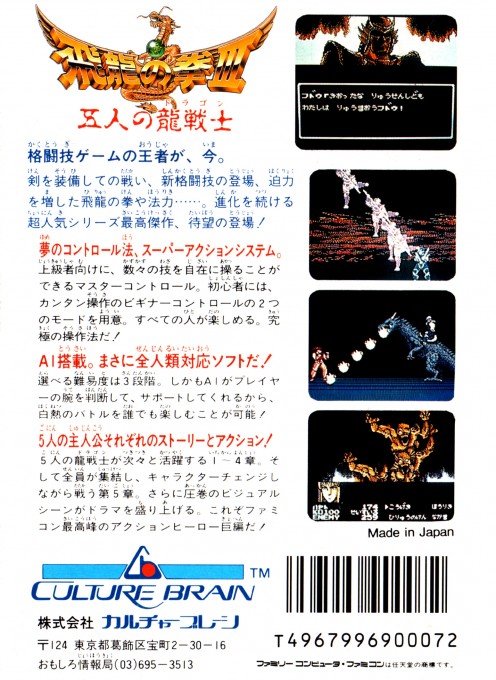 飛龍の拳III
五人の龍戦士
ドラゴン
格闘技ゲームの王者が、今。
剣を装備しての戦い、新格闘技の登場、迫力
を増した飛龍の拳や法力……。進化を続ける
超人気シリーズ最高傑作、待望の登場！
夢のコントロール法、スーパーアクションシステム。
上級者向けに、数々の技を自在に操ることが
できるマスターコントロール。初心者には、
カンタン操作のビギナーコントロールの2つ
のモードを用意。すべての人が楽しめる。究
極の操作法だ！
AI搭載。まさに全人類対応ソフトだ！
選べる難易度は3段階。しかもAIがプレイヤ
ーの腕を判断して、サポートしてくれるから、
白熱のバトルを誰でも楽しむことが可能！
5人の主人公それぞれのストーリーとアクション！
5人の龍戦士が次々と活躍する1〜4章。そ
して全員が集結し、キャラクターチェンジし
ながら戦う第5章。さらに圧巻のビジュアル
シーンがドラマを盛り上げる。これぞファミ
コン最高峰のアクションヒーロー巨編だ！
わたしは りゅう
174
ENEMY 259
Made in Japan
CULTURE BRAIN TM
株式会社 カルチャーブレーン
〒124 東京都葛飾区宝町2-30-16
おもしろ情報局(03)695-3513
T4967996900072
ファミリーコンピュータ・ファミコンは任天堂の商標です。